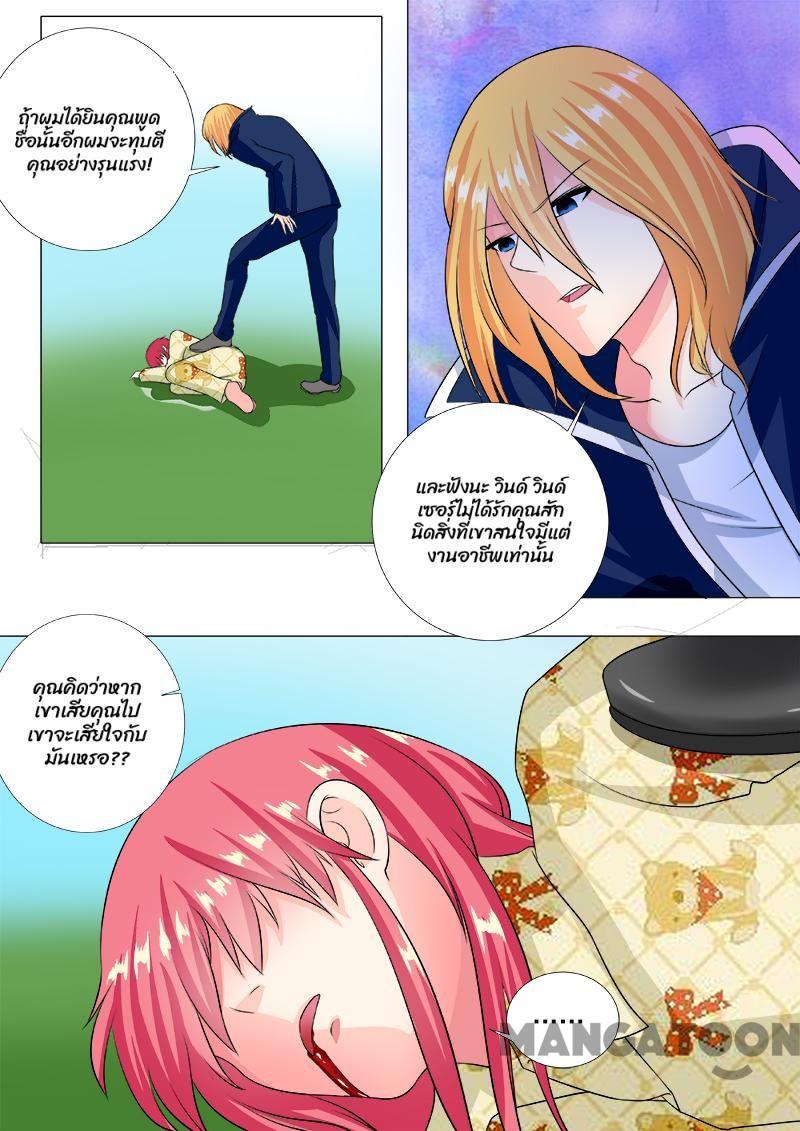 ถ้าผมได้ยินคุณพูด
ชื่อนั้นอีกผมจะทุบตี
คุณอย่างรุนแรง!
และฟังนะ วินด์ วินด์
เซอร์ไม่ได้รักคุณสัก
นิดสิ่งที่เขาสนใจมีแต่
งานอาชีพเท่านั้น
คุณคิดว่าหาก
เขาเสียคุณไป
เขาจะเสียใจกับ
มันเหรอ??
......
MANGATOON